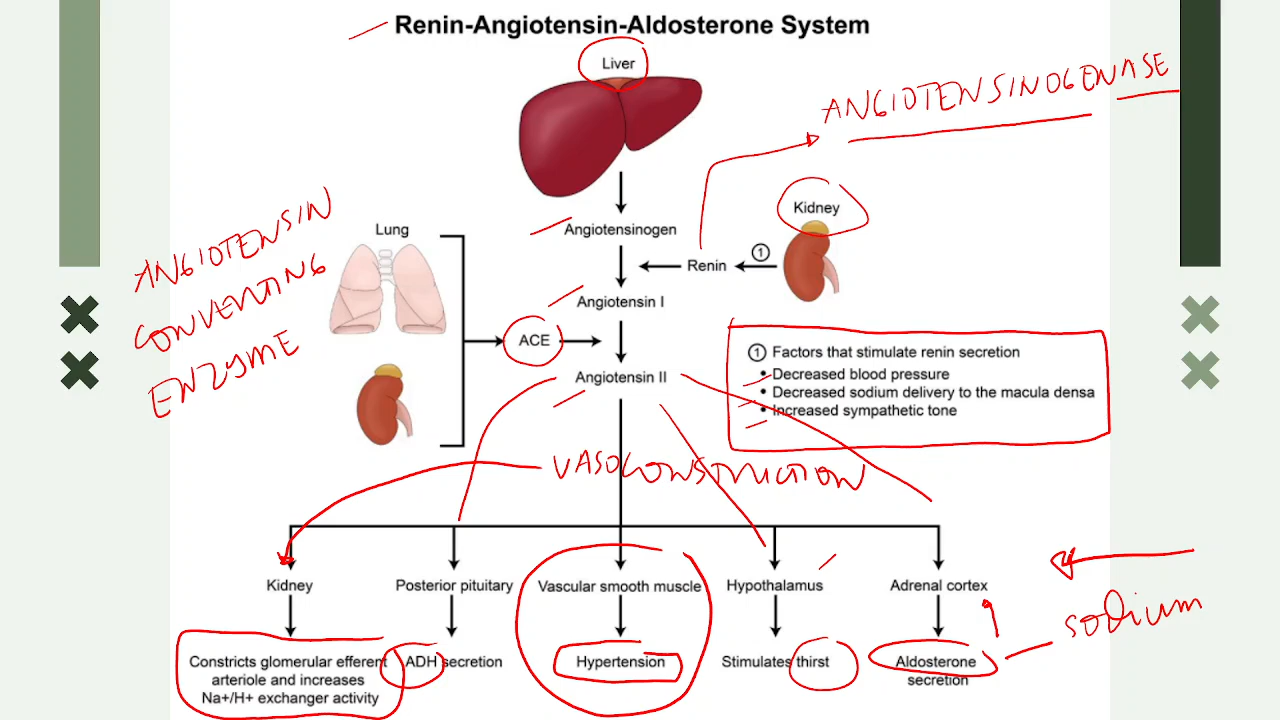 Renin-Angiotensin-Aldosterone System
Liver
ANGIOTENSINOGENASE
Kidney
Angiotensinogen
Lung
ANGIOTENSIN
CONVERTING
ENZYME
1
Renin
Angiotensin I
ACE
Angiotensin II
1 Factors that stimulate renin secretion
• Decreased blood pressure
• Decreased sodium delivery to the macula densa
• Increased sympathetic tone
VASOCONSTRICTION
Kidney
Posterior pituitary
Vascular smooth muscle
Hypothalamus
Adrenal cortex
sodium
Constricts glomerular efferent
arteriole and increases
Na+/H+ exchanger activity
ADH secretion
Hypertension
Stimulates thirst
Aldosterone
secretion